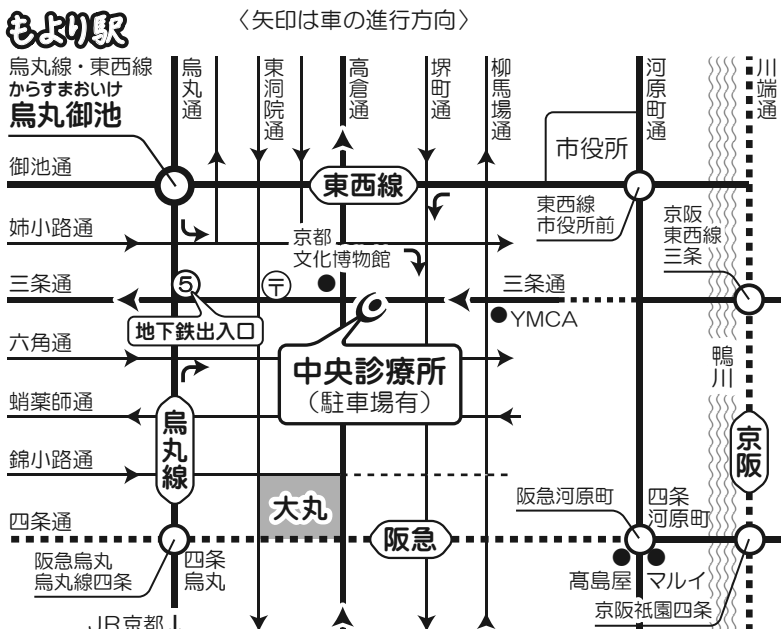 もより駅
〈矢印は車の進行方向〉
烏丸線・東西線
からすまおいけ
烏丸御池
烏丸通
東洞院通
高倉通
堺町通
柳馬場通
河原町通
川端通
市役所
御池通
東西線
東西線
市役所前
京阪
東西線
三条
姉小路通
京都
文化博物館
三条通
⑤
〒
三条通
地下鉄出入口
YMCA
六角通
中央診療所
(駐車場有)
鴨川
蛸薬師通
烏丸線
京阪
錦小路通
大丸
阪急河原町
四条
河原町
四条通
阪急
阪急烏丸
烏丸線四条
四条
烏丸
髙島屋
マルイ
京阪祇園四条
JR京都